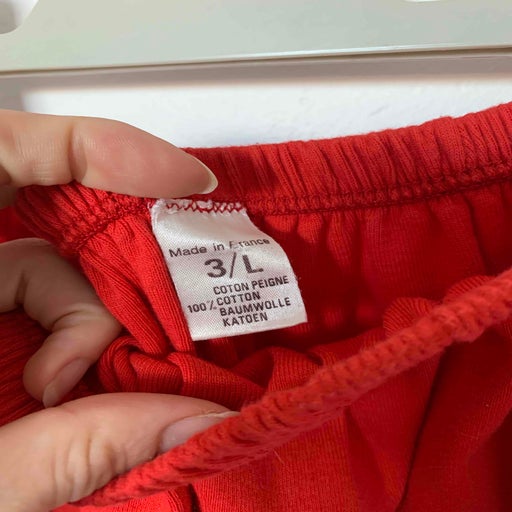 Made in France
3/L
COTON PEIGNE
100% COTTON
BAUMWOLLE
KATOEN